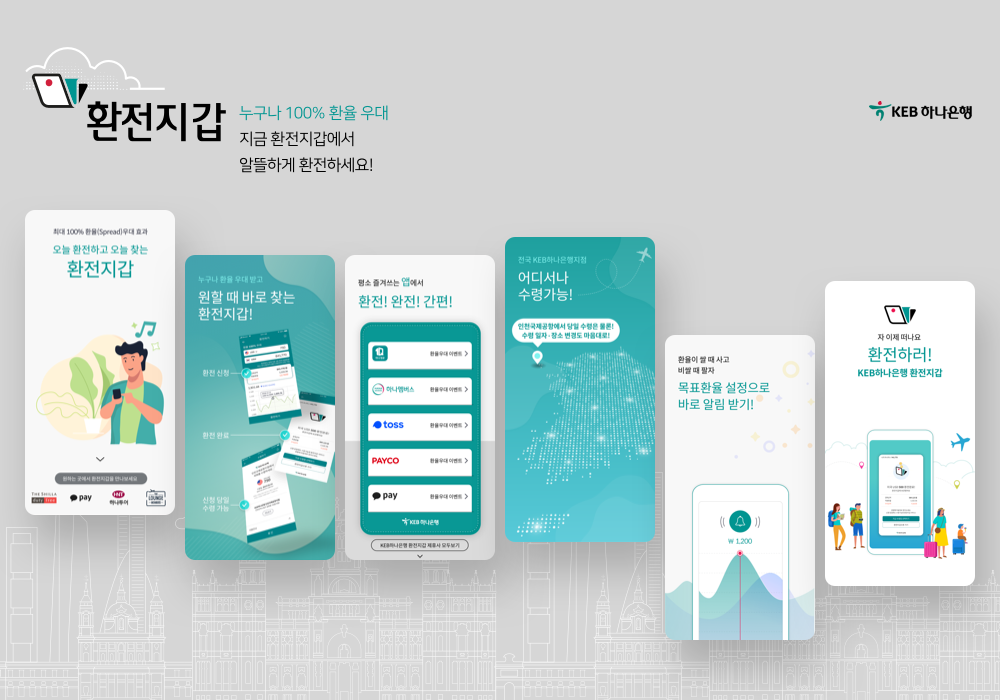 환전지갑
누구나 100% 환율 우대
지금 환전지갑에서
알뜰하게 환전하세요!
KEB 하나은행
최대 100% 환율(Spread)우대 효과
오늘 환전하고 오늘 찾는
환전지갑
원하는 곳에서 환전지갑을 만나보세요
THE SHILLA
duty free
pay
HNT
하나투어
THE
LOUNGE
누구나 환율 우대 받고
원할 때 바로 찾는
환전지갑!
환전 신청
환전 완료
신청 당일
수령 가능
평소 즐겨쓰는 앱에서
환전! 완전! 간편!
환율우대 이벤트
하나멤버스
환율우대 이벤트
toss
환율우대 이벤트
PAYCO
환율우대 이벤트
pay
환율우대 이벤트
KEB 하나은행
KEB하나은행 환전지갑 제휴사 모두보기
전국 KEB하나은행지점
어디서나
수령가능!
인천국제공항에서 당일 수령은 물론!
수령 일자·장소 변경도 마음대로!
환율이 쌀 때 사고
비쌀 때 팔자
목표환율 설정으로
바로 알림 받기!
₩ 1,200
자 이제 떠나요
환전하러!
KEB하나은행 환전지갑